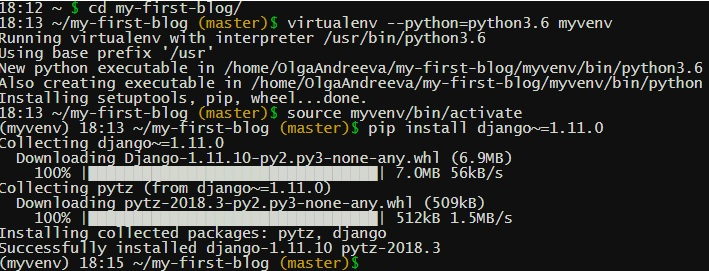 18:12 ~ $ cd my-first-blog/
18:13 ~/my-first-blog (master)$ virtualenv --python=python3.6 myvenv
Running virtualenv with interpreter /usr/bin/python3.6
Using base prefix '/usr'
New python executable in /home/OlgaAndreeva/my-first-blog/myvenv/bin/python3.6
Also creating executable in /home/OlgaAndreeva/my-first-blog/myvenv/bin/python
Installing setuptools, pip, wheel...done.
18:13 ~/my-first-blog (master)$ source myvenv/bin/activate
(myvenv) 18:13 ~/my-first-blog (master)$ pip install django~=1.11.0
Collecting django~=1.11.0
  Downloading Django-1.11.10-py2.py3-none-any.whl (6.9MB)
    100% |████████████████████████████████| 7.0MB 56kB/s
Collecting pytz (from django~=1.11.0)
  Downloading pytz-2018.3-py2.py3-none-any.whl (509kB)
    100% |████████████████████████████████| 512kB 1.5MB/s
Installing collected packages: pytz, django
Successfully installed django-1.11.10 pytz-2018.3
(myvenv) 18:15 ~/my-first-blog (master)$